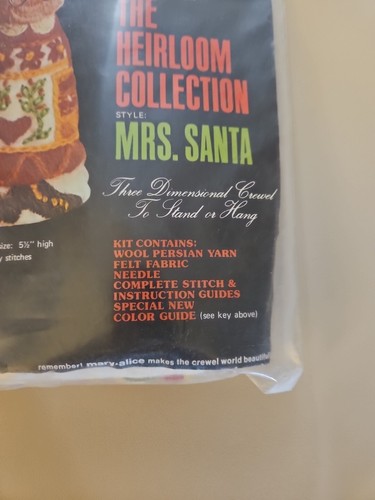 THE
HEIRLOOM
COLLECTION
STYLE:
MRS. SANTA
Three Dimensional Crewel
To Stand or Hang
size: 5½" high
y stitches
KIT CONTAINS:
WOOL PERSIAN YARN
FELT FABRIC
NEEDLE
COMPLETE STITCH &
INSTRUCTION GUIDES
SPECIAL NEW
COLOR GUIDE (see key above)
remember! mary-alice makes the crewel world beautiful